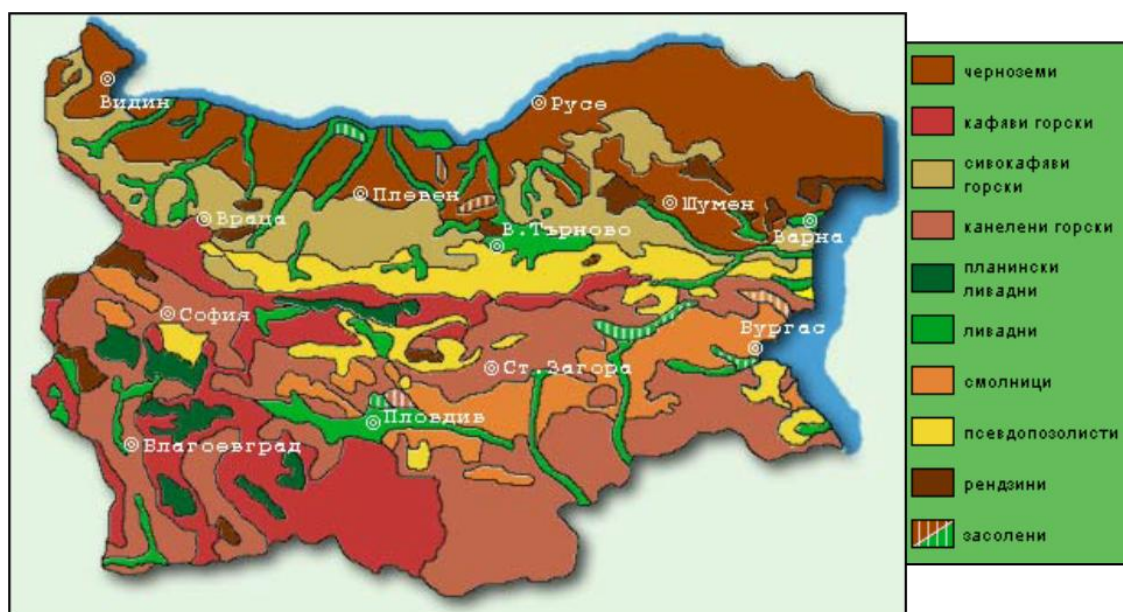 Видин
Русе
Плевен
Шумен
Враца
Варна
В.Търново
София
Бургас
Ст.Загора
Пловдив
Благоевград
черноземи
кафяви горски
сивокафяви
горски
канелени горски
планински
ливадни
ливадни
смолници
псевдопозолисти
рендзини
засолени